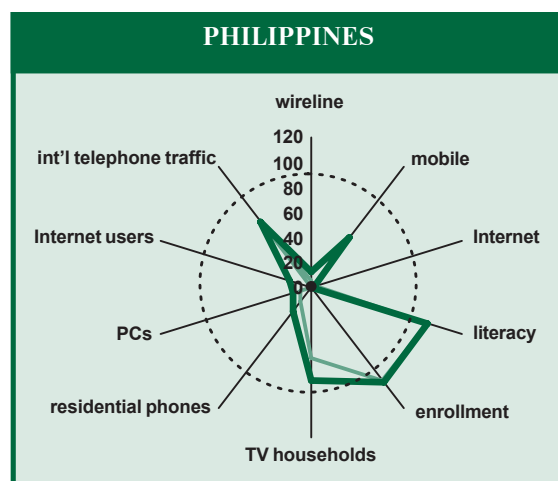 PHILIPPINES
wireline
120
100
80
60
40
20
0
mobile
Internet
literacy
enrollment
TV households
residential phones
PCs
Internet users
int'l telephone traffic